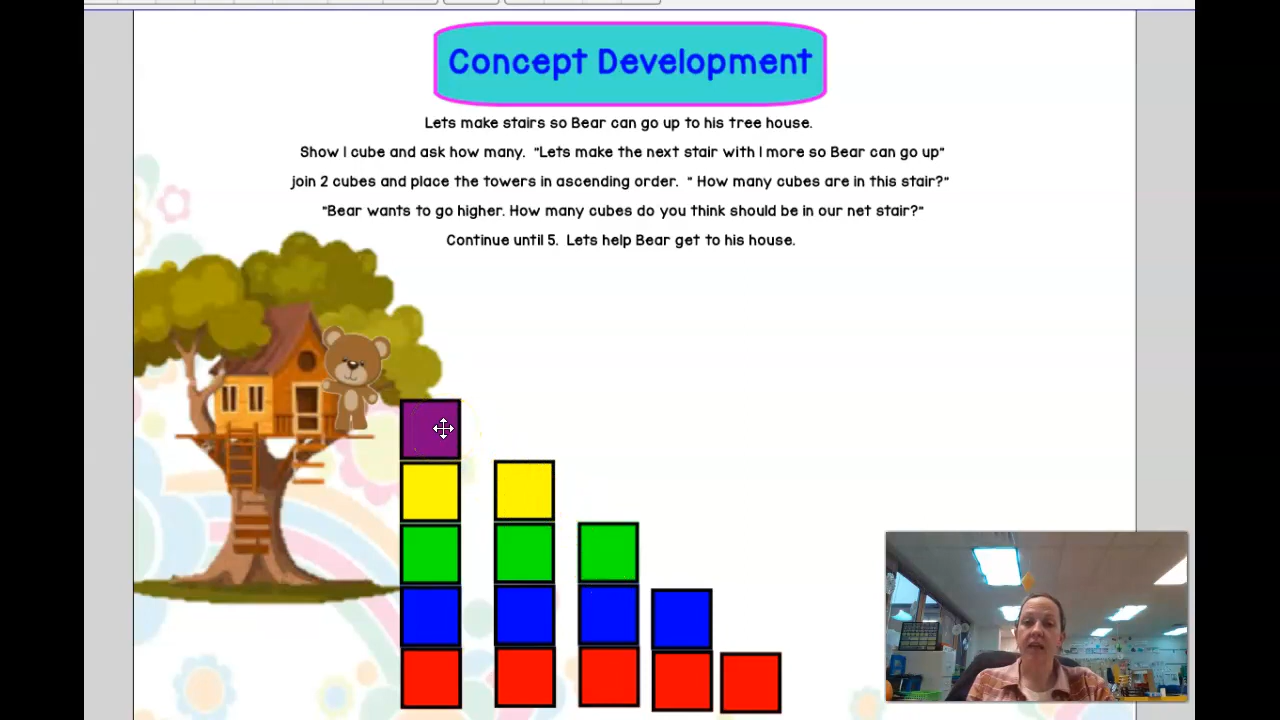 Concept Development
Lets make stairs so Bear can go up to his tree house.
Show 1 cube and ask how many.  "Lets make the next stair with 1 more so Bear can go up"
join 2 cubes and place the towers in ascending order.  " How many cubes are in this stair?"
"Bear wants to go higher. How many cubes do you think should be in our net stair?"
Continue until 5.  Lets help Bear get to his house.